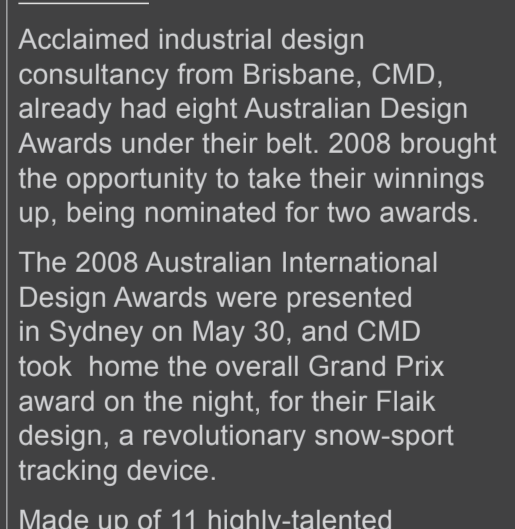 Acclaimed industrial design
consultancy from Brisbane, CMD,
already had eight Australian Design
Awards under their belt. 2008 brought
the opportunity to take their winnings
up, being nominated for two awards.
The 2008 Australian International
Design Awards were presented
in Sydney on May 30, and CMD
took  home the overall Grand Prix
award on the night, for their Flaik
design, a revolutionary snow-sport
tracking device.
Made up of 11 highly-talented